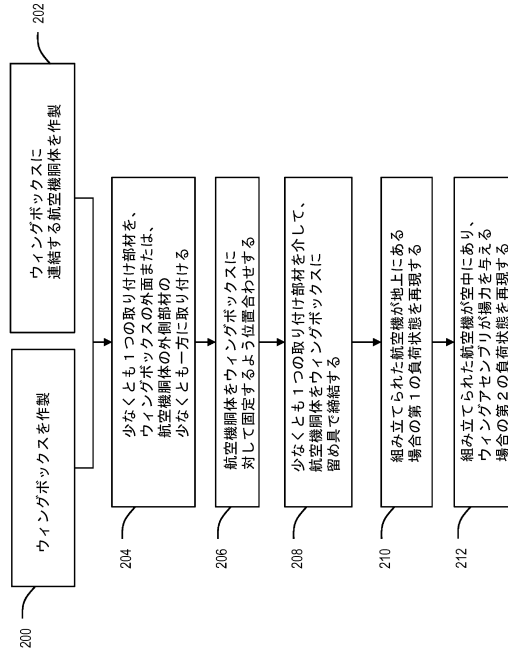 200
ウィングボックスを作製
202
ウィングボックスに
連結する航空機胴体を作製
204
少なくとも1つの取り付け部材を、
ウィングボックスの外面または、
航空機胴体の外側部材の
少なくとも一方に取り付ける
206
航空機胴体をウィングボックスに
対して固定するよう位置合わせする
208
少なくとも1つの取り付け部材を介して、
航空機胴体をウィングボックスに
留め具で締結する
210
組み立てられた航空機が地上にある
場合の第1の負荷状態を再現する
212
組み立てられた航空機が空中にあり、
ウィングアセンブリが揚力を与える
場合の第2の負荷状態を再現する